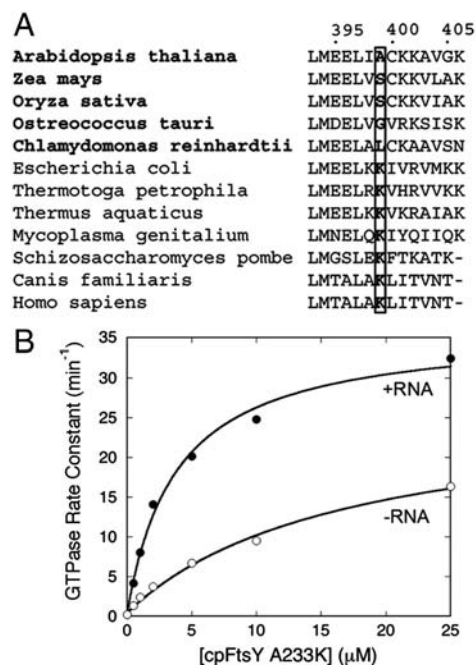 A
395 400 405
Arabidopsis thaliana LMEELIACKKAVGK
Zea mays LMEELVSCKKVLAK
Oryza sativa LMEELVSCKKVIAK
Ostreococcus tauri LMDELVGVRKSISK
Chlamydomonas reinhardtii LMEELALCKAAVSN
Escherichia coli LMEELKKIVRVMKK
Thermotoga petrophila LMEELRKVHRVVKK
Thermus aquaticus LMEELKKVKRAIAK
Mycoplasma genitalium LMNELQKIYQIIQK
Schizosaccharomyces pombe LMGSLEKFTKATK-
Canis familiaris LMTALAKLITVNT-
Homo sapiens LMTALAKLITVNT-
B
GTPase Rate Constant (min-1)
35
30
25
20
15
10
5
0
+RNA
-RNA
0 5 10 15 20 25
[cpFtsY A233K] (μM)